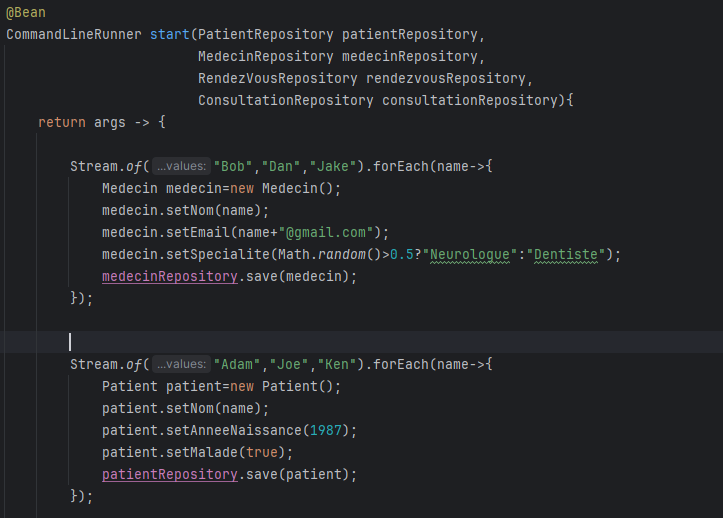 @Bean
CommandLineRunner start(PatientRepository patientRepository,
MedecinRepository medecinRepository,
RendezVousRepository rendezvousRepository,
ConsultationRepository consultationRepository){
return args -> {
Stream.of( ...values: "Bob","Dan","Jake").forEach(name->{
Medecin medecin=new Medecin();
medecin.setNom(name);
medecin.setEmail(name+"@gmail.com");
medecin.setSpecialite(Math.random()>0.5?"Neurologue":"Dentiste");
medecinRepository.save(medecin);
});
Stream.of( ...values: "Adam","Joe","Ken").forEach(name->{
Patient patient=new Patient();
patient.setNom(name);
patient.setAnneeNaissance(1987);
patient.setMalade(true);
patientRepository.save(patient);
});